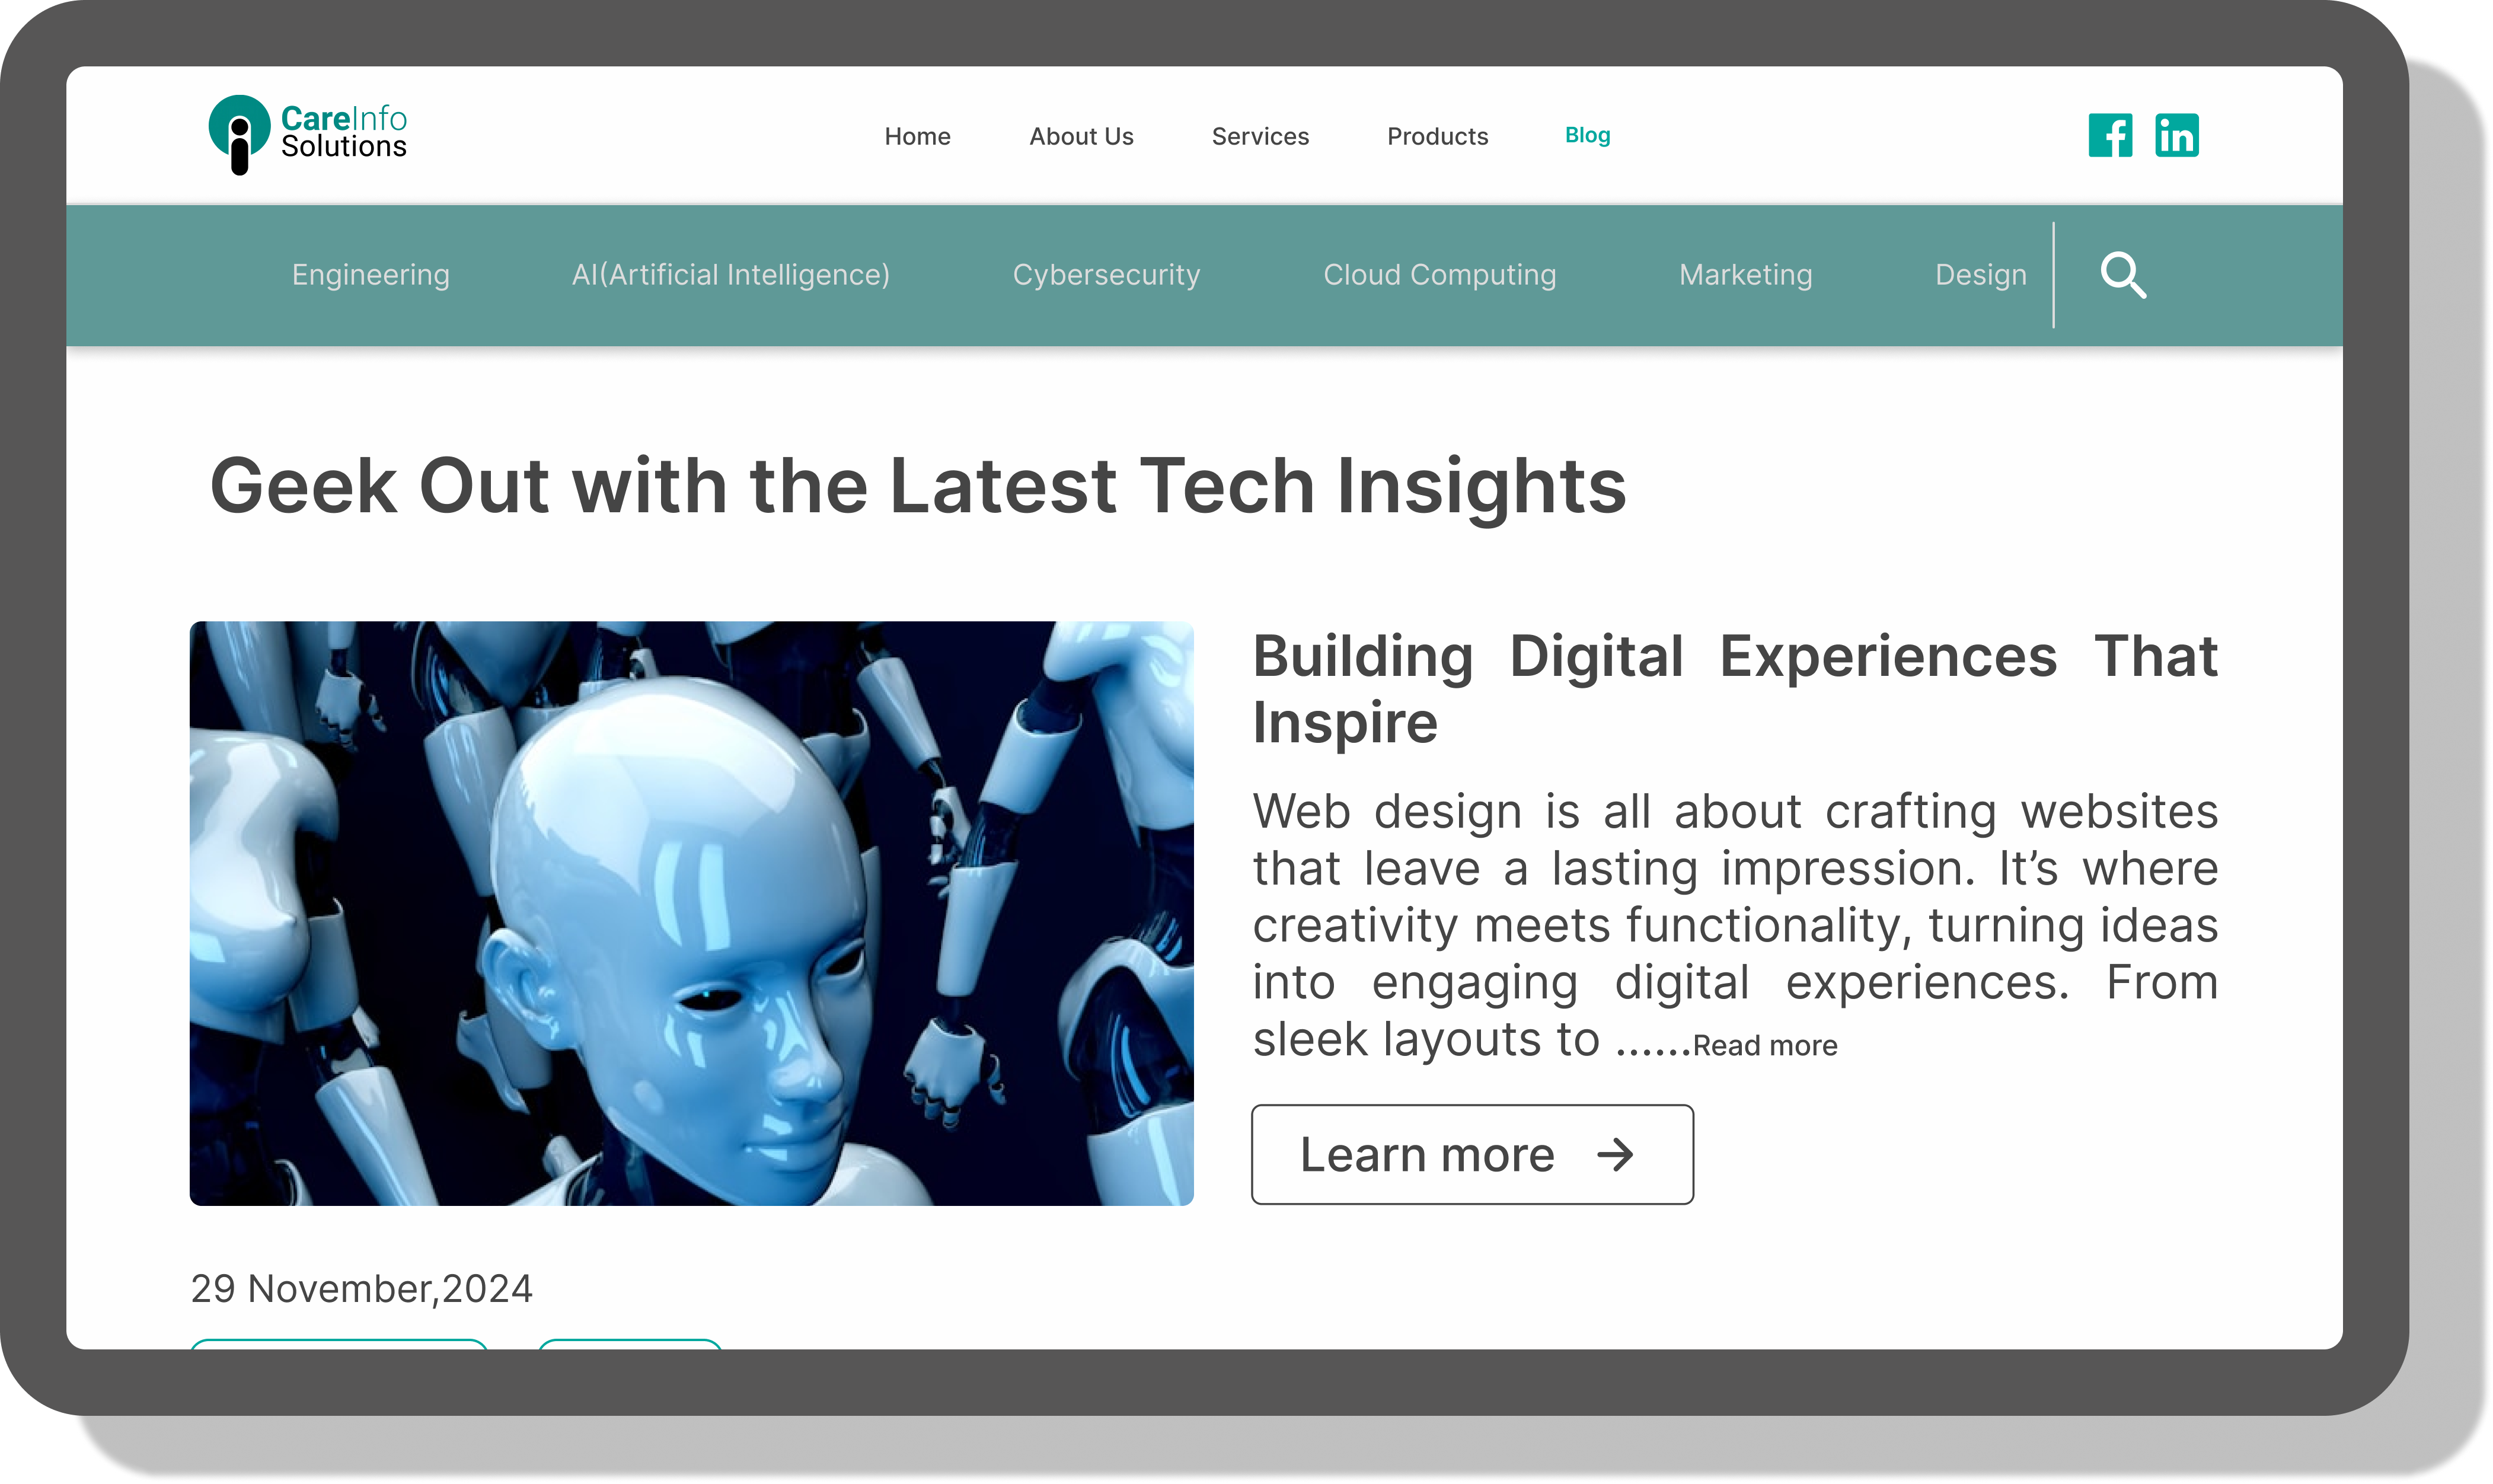 CareInfo
Solutions
Home About Us Services Products Blog
Engineering AI(Artificial Intelligence) Cybersecurity Cloud Computing Marketing Design
Geek Out with the Latest Tech Insights
Building Digital Experiences That
Inspire
Web design is all about crafting websites
that leave a lasting impression. It’s where
creativity meets functionality, turning ideas
into engaging digital experiences. From
sleek layouts to ......Read more
Learn more
29 November,2024